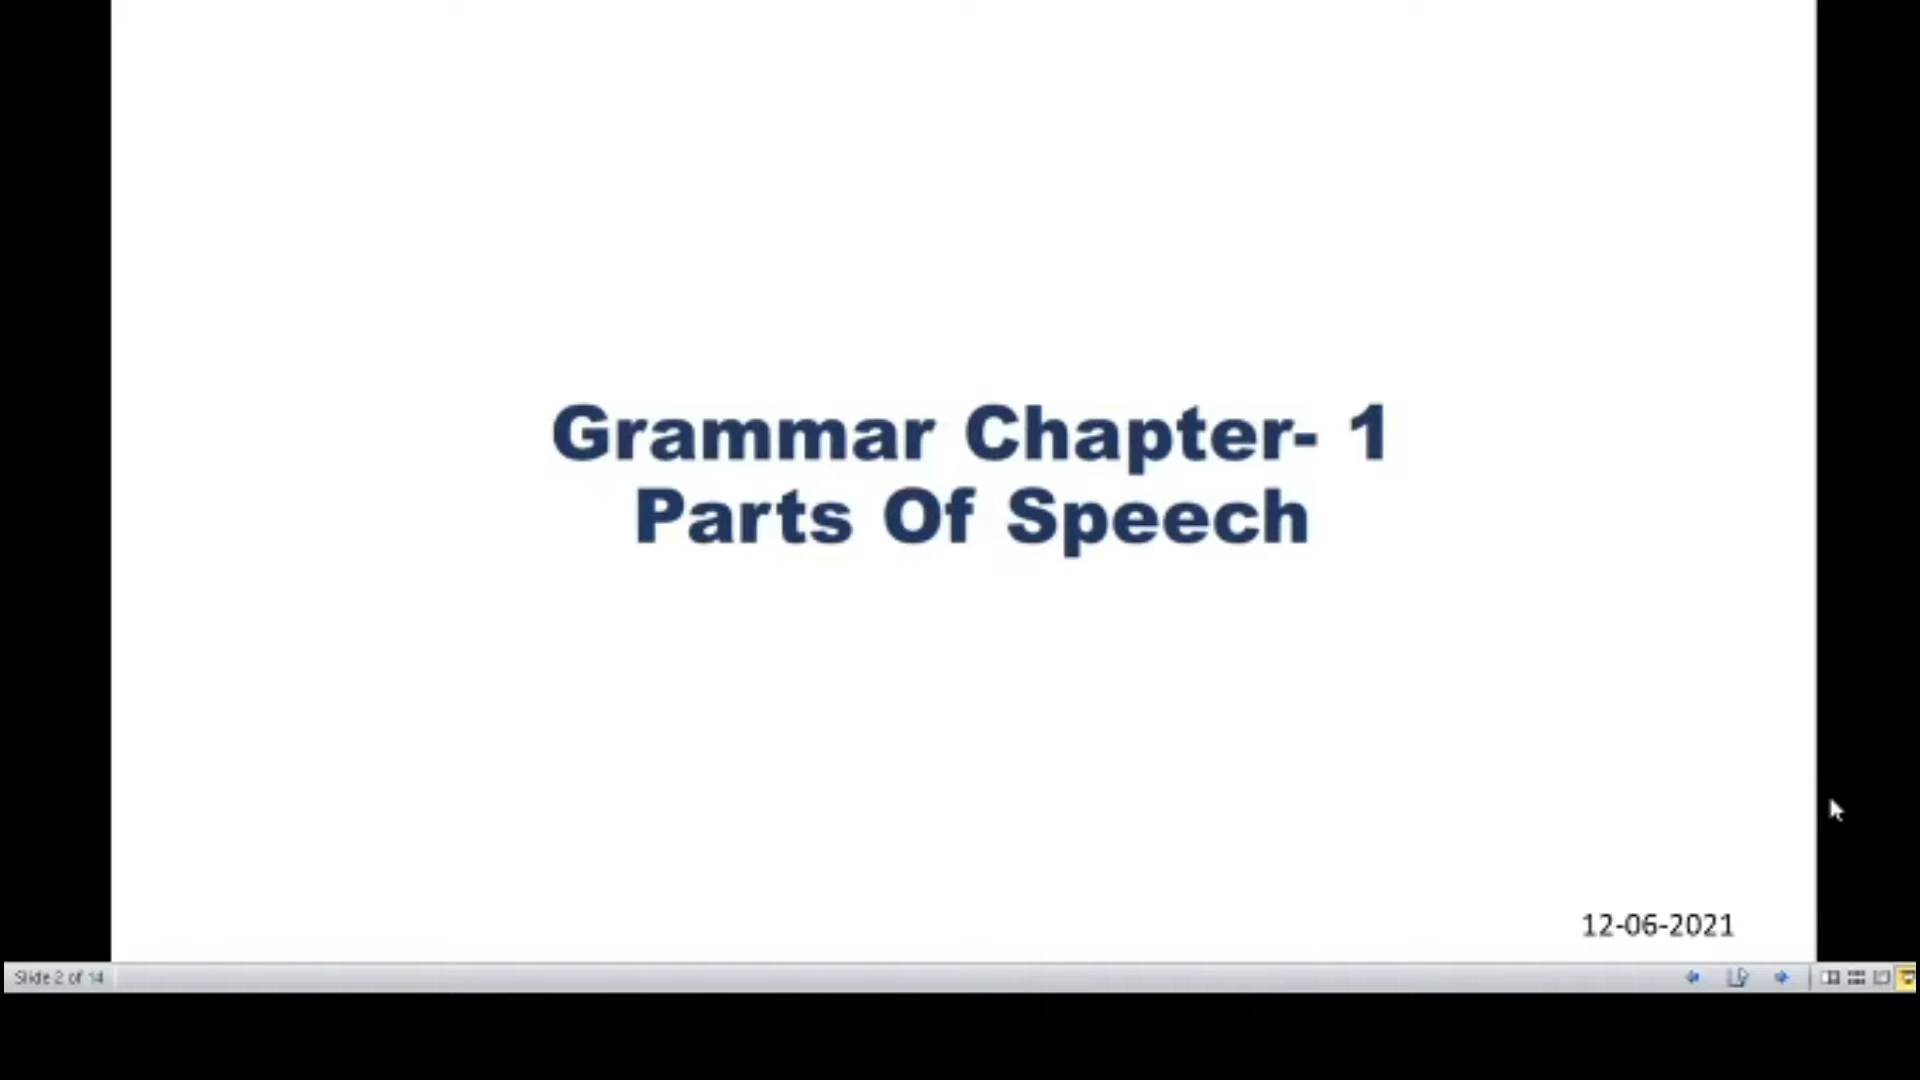 Grammar Chapter- 1
Parts Of Speech
12-06-2021
Slide 2 of 14